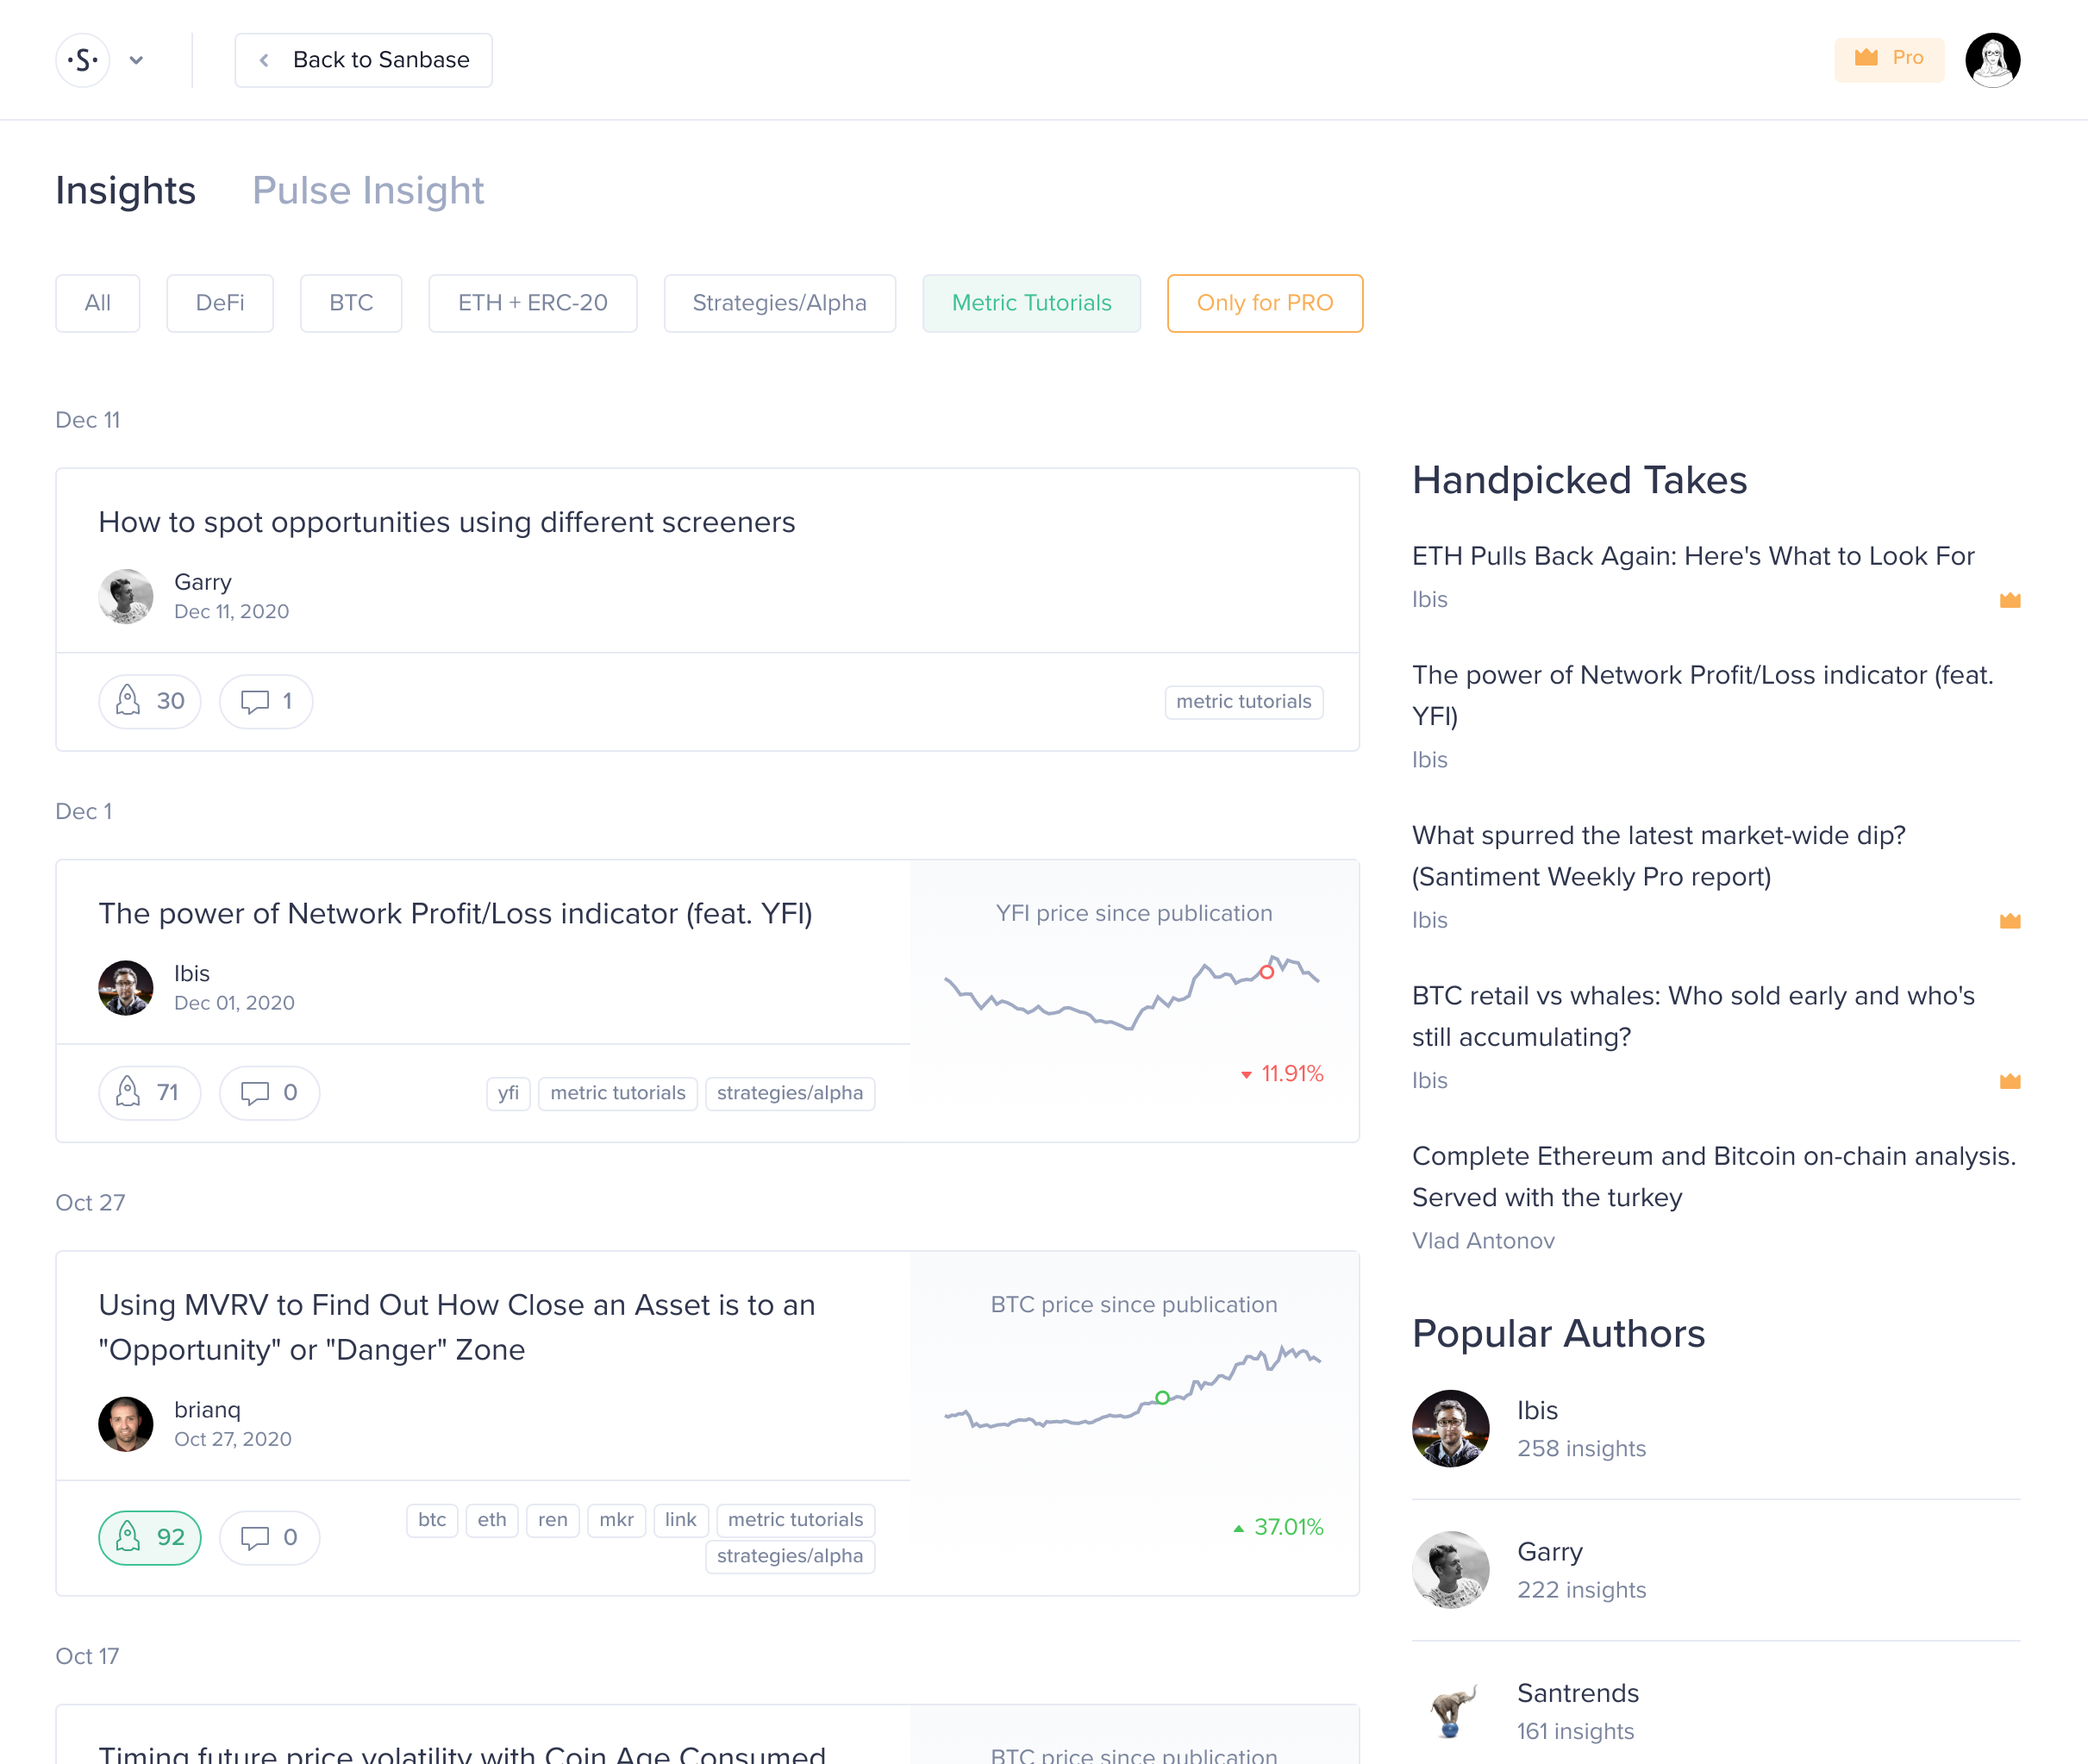 ·S·
Back to Sanbase
Pro
Insights
Pulse Insight
All
DeFi
BTC
ETH + ERC-20
Strategies/Alpha
Metric Tutorials
Only for PRO
Dec 11
How to spot opportunities using different screeners
Garry
Dec 11, 2020
30
1
metric tutorials
Dec 1
The power of Network Profit/Loss indicator (feat. YFI)
Ibis
Dec 01, 2020
71
0
yfi
metric tutorials
strategies/alpha
YFI price since publication
11.91%
Oct 27
Using MVRV to Find Out How Close an Asset is to an
"Opportunity" or "Danger" Zone
brianq
Oct 27, 2020
92
0
btc
eth
ren
mkr
link
metric tutorials
strategies/alpha
BTC price since publication
37.01%
Oct 17
Timing future price volatility with Coin Age Consumed
BTC price since publication
Handpicked Takes
ETH Pulls Back Again: Here's What to Look For
Ibis
The power of Network Profit/Loss indicator (feat.
YFI)
Ibis
What spurred the latest market-wide dip?
(Santiment Weekly Pro report)
Ibis
BTC retail vs whales: Who sold early and who's
still accumulating?
Ibis
Complete Ethereum and Bitcoin on-chain analysis.
Served with the turkey
Vlad Antonov
Popular Authors
Ibis
258 insights
Garry
222 insights
Santrends
161 insights